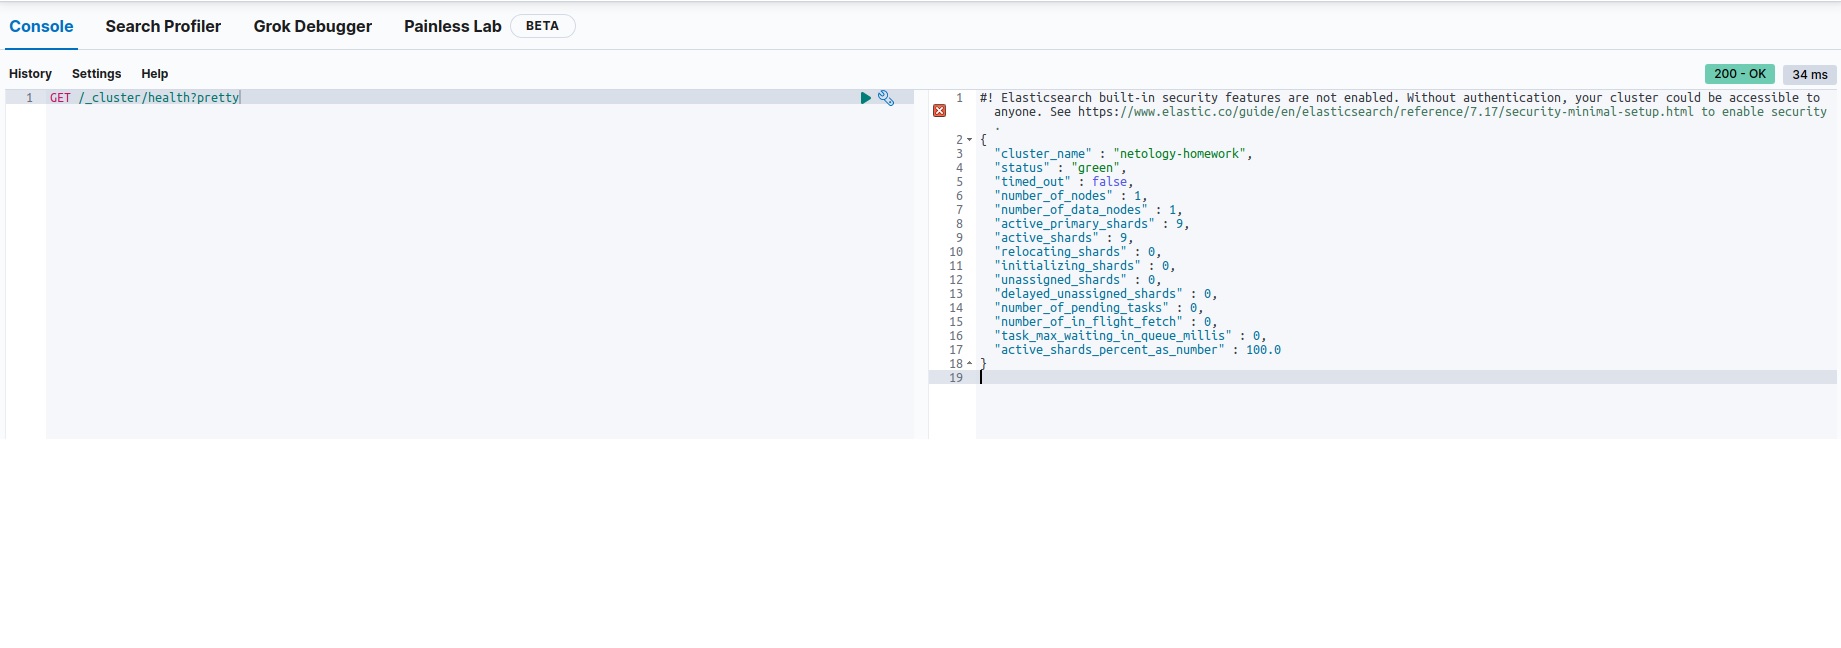 Console Search Profiler Grok Debugger Painless Lab BETA
History Settings Help
200 - OK 34 ms
1 GET /_cluster/health?pretty
1 #! Elasticsearch built-in security features are not enabled. Without authentication, your cluster could be accessible to
anyone. See https://www.elastic.co/guide/en/elasticsearch/reference/7.17/security-minimal-setup.html to enable security
.
2 {
3 "cluster_name" : "netology-homework",
4 "status" : "green",
5 "timed_out" : false,
6 "number_of_nodes" : 1,
7 "number_of_data_nodes" : 1,
8 "active_primary_shards" : 9,
9 "active_shards" : 9,
10 "relocating_shards" : 0,
11 "initializing_shards" : 0,
12 "unassigned_shards" : 0,
13 "delayed_unassigned_shards" : 0,
14 "number_of_pending_tasks" : 0,
15 "number_of_in_flight_fetch" : 0,
16 "task_max_waiting_in_queue_millis" : 0,
17 "active_shards_percent_as_number" : 100.0
18 }
19